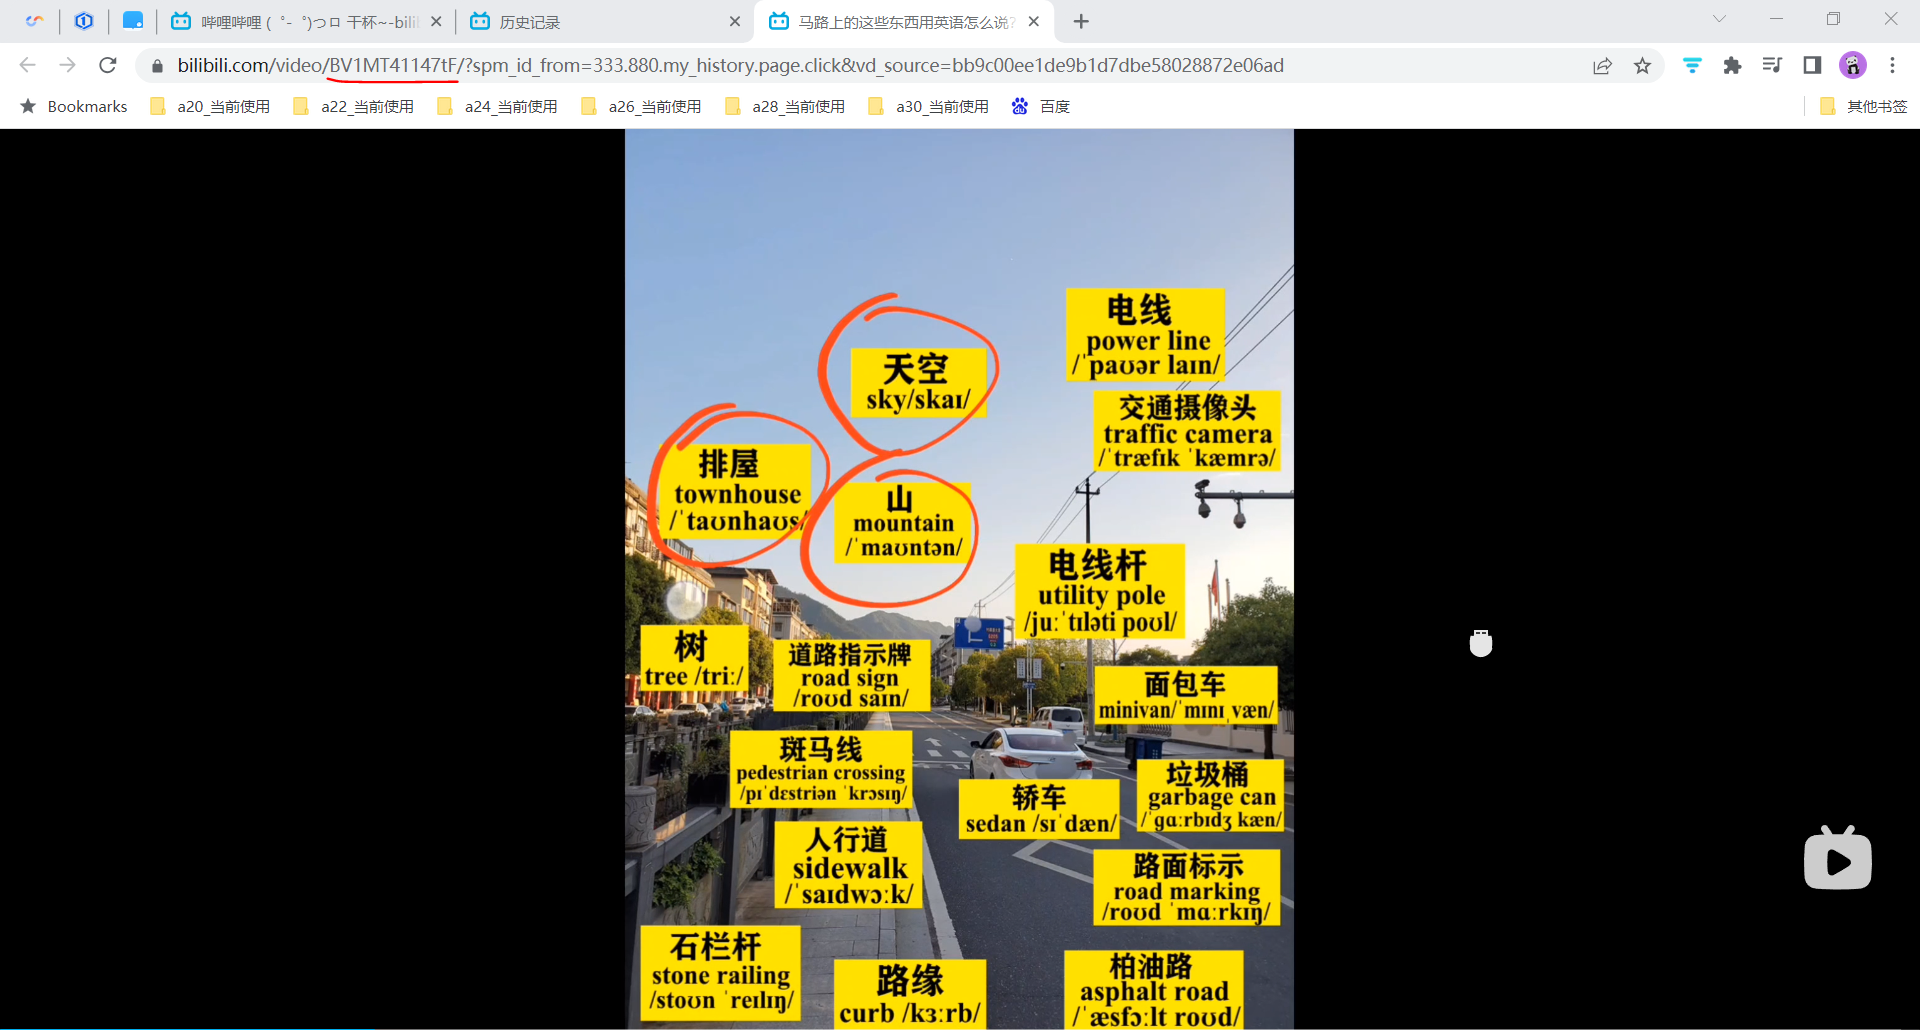 哔哩哔哩 (゜-゜)つロ 干杯~-bili
历史记录
马路上的这些东西用英语怎么说?
bilibili.com/video/BV1MT41147tF/?spm_id_from=333.880.my_history.page.click&vd_source=bb9c00ee1de9b1d7dbe58028872e06ad
Bookmarks
a20_当前使用
a22_当前使用
a24_当前使用
a26_当前使用
a28_当前使用
a30_当前使用
百度
其他书签
电线
power line
/ˈpaʊər laɪn/
天空
sky/skaɪ/
交通摄像头
traffic camera
/ˈtræfɪk ˈkæmrə/
排屋
townhouse
/ˈtaʊnhaʊs/
山
mountain
/ˈmaʊntən/
电线杆
utility pole
/juːˈtɪləti poʊl/
树
tree /triː/
道路指示牌
road sign
/roʊd saɪn/
面包车
minivan/ˈmɪnɪˌvæn/
斑马线
pedestrian crossing
/pɪˈdɛstriən ˈkrɔsɪŋ/
轿车
sedan /sɪˈdæn/
垃圾桶
garbage can
/ˈɡɑːrbɪdʒ kæn/
人行道
sidewalk
/ˈsaɪdwɔːk/
路面标示
road marking
/roʊd ˈmɑːrkɪŋ/
石栏杆
stone railing
/stoʊn ˈreɪlɪŋ/
路缘
curb /kɜːrb/
柏油路
asphalt road
/ˈæsfɔːlt roʊd/